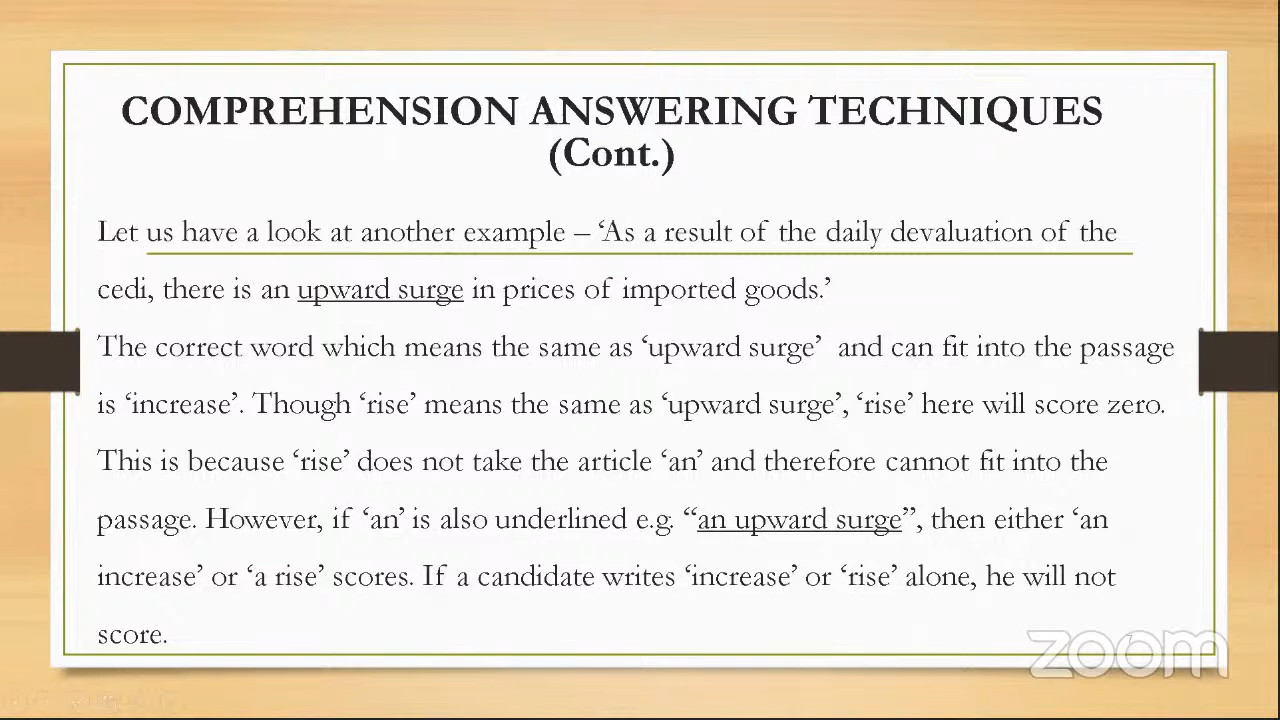 COMPREHENSION ANSWERING TECHNIQUES
(Cont.)
Let us have a look at another example – ‘As a result of the daily devaluation of the
cedi, there is an upward surge in prices of imported goods.’
The correct word which means the same as ‘upward surge’ and can fit into the passage
is ‘increase’. Though ‘rise’ means the same as ‘upward surge’, ‘rise’ here will score zero.
This is because ‘rise’ does not take the article ‘an’ and therefore cannot fit into the
passage. However, if ‘an’ is also underlined e.g. “an upward surge”, then either ‘an
increase’ or ‘a rise’ scores. If a candidate writes ‘increase’ or ‘rise’ alone, he will not
score.
7
zoom